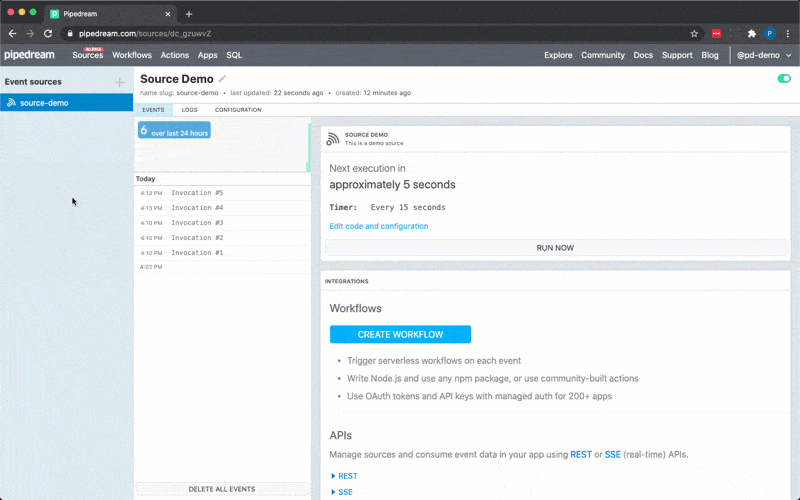 Pipedream
pipedream.com/sources/dc_gzuwvZ
P
pipedream
Sources
ALPHA
Workflows
Actions
Apps
SQL
Explore
Community
Docs
Support
Blog
@pd-demo
Event sources
source-demo
Source Demo
name slug: source-demo • last updated: 22 seconds ago • created: 12 minutes ago
EVENTS
LOGS
CONFIGURATION
6 over last 24 hours
Today
4:13 PM Invocation #5
4:13 PM Invocation #4
4:10 PM Invocation #3
4:10 PM Invocation #2
4:10 PM Invocation #1
4:02 PM
DELETE ALL EVENTS
SOURCE DEMO
This is a demo source
Next execution in
approximately 5 seconds
Timer: Every 15 seconds
Edit code and configuration
RUN NOW
INTEGRATIONS
Workflows
CREATE WORKFLOW
• Trigger serverless workflows on each event
• Write Node.js and use any npm package, or use community-built actions
• Use OAuth tokens and API keys with managed auth for 200+ apps
APIs
Manage sources and consume event data in your app using REST or SSE (real-time) APIs.
REST
SSE